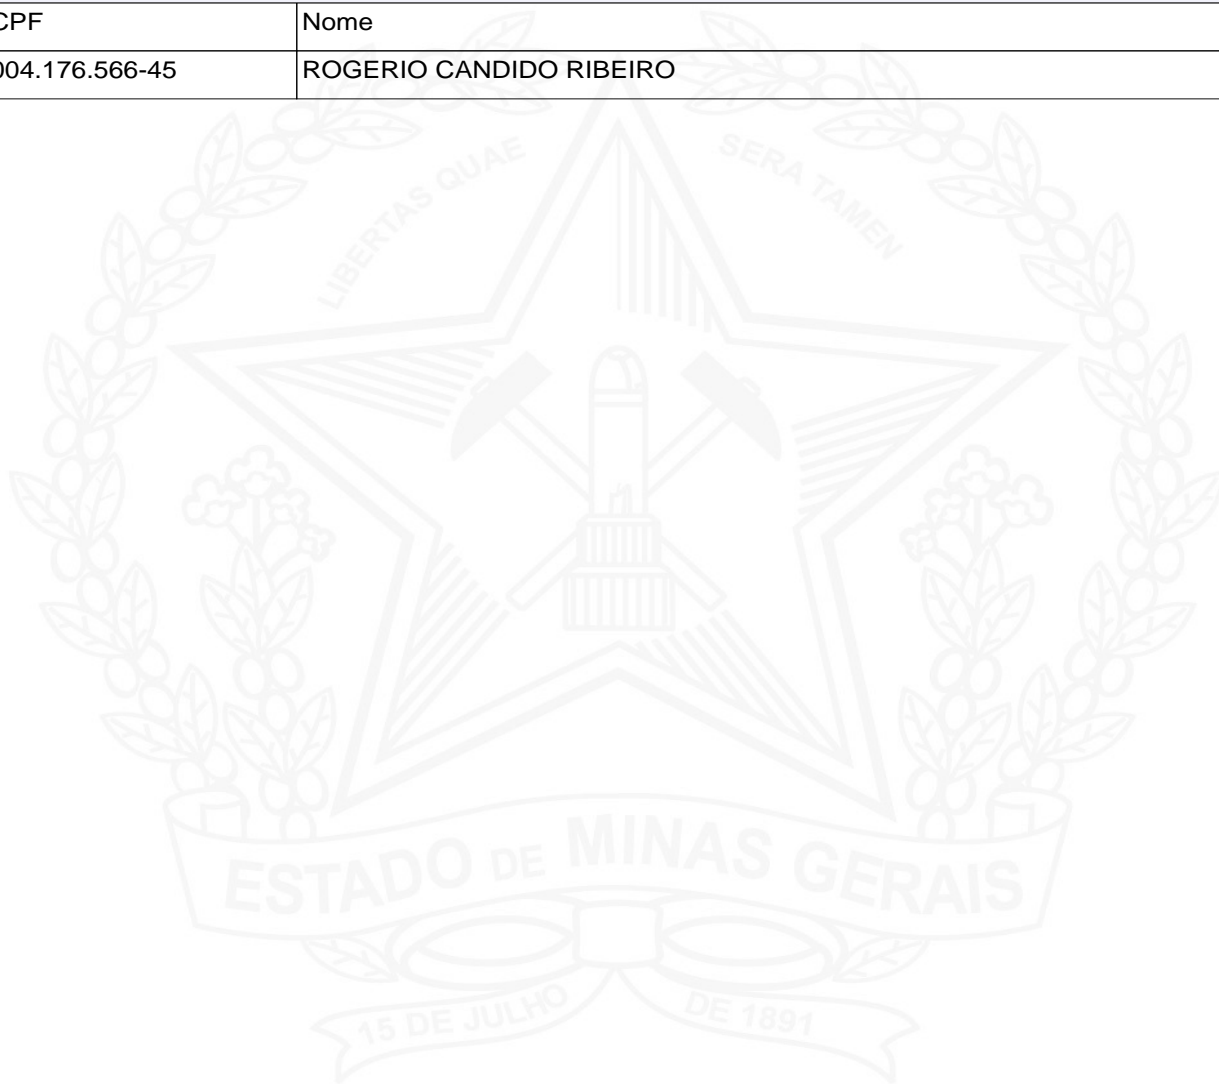 CPF Nome
004.176.566-45 ROGERIO CANDIDO RIBEIRO
LIBERTAS QUAE SERA TAMEN
ESTADO DE MINAS GERAIS
15 DE JULHO DE 1891